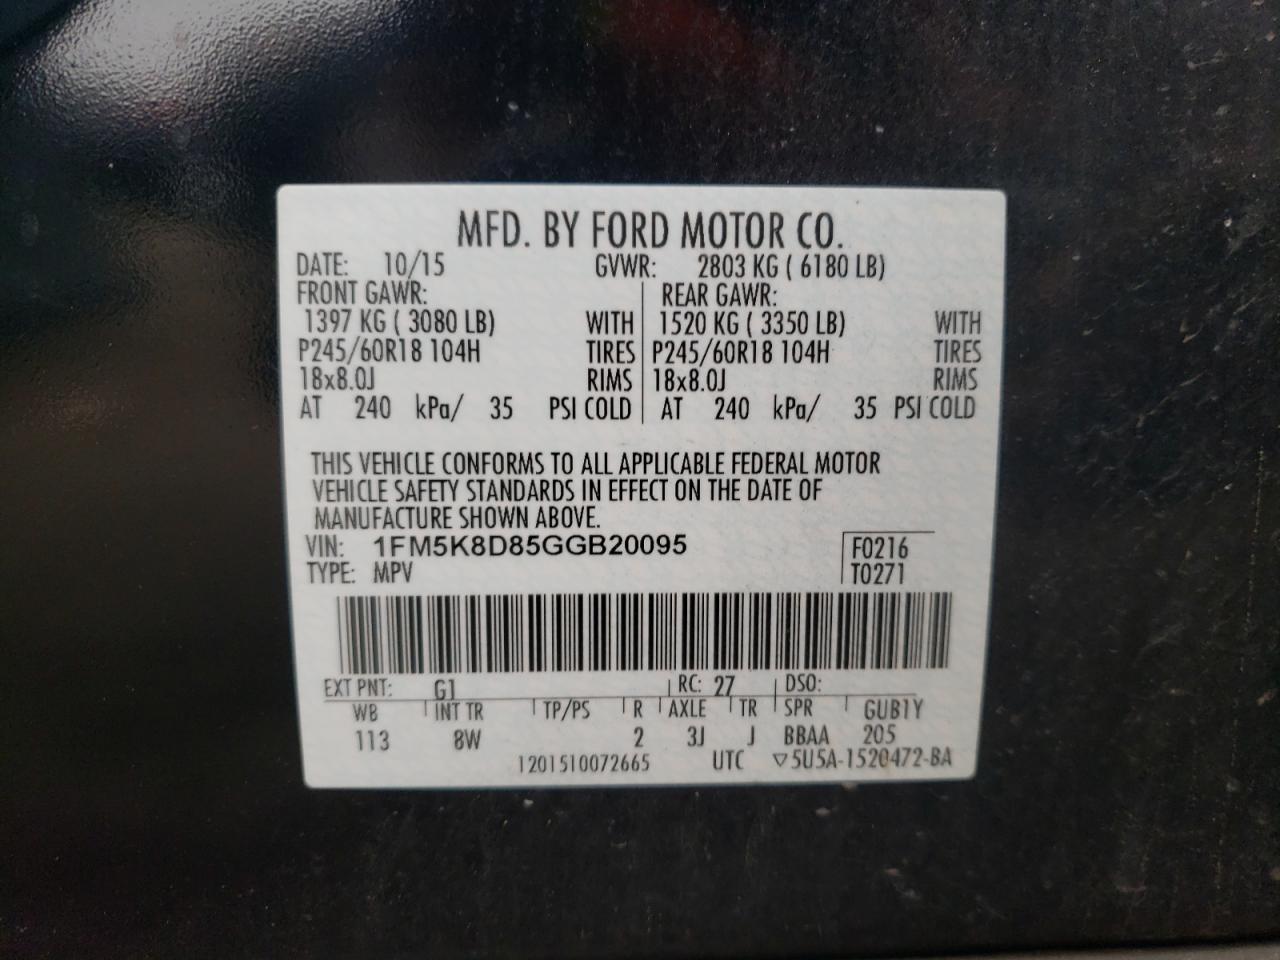 MFD. BY FORD MOTOR CO.
DATE: 10/15 GVWR: 2803 KG ( 6180 LB)
FRONT GAWR: REAR GAWR:
1397 KG ( 3080 LB) WITH 1520 KG ( 3350 LB) WITH
P245/60R18 104H TIRES P245/60R18 104H TIRES
18x8.0J RIMS 18x8.0J RIMS
AT 240 kPa/ 35 PSI COLD AT 240 kPa/ 35 PSI COLD
THIS VEHICLE CONFORMS TO ALL APPLICABLE FEDERAL MOTOR
VEHICLE SAFETY STANDARDS IN EFFECT ON THE DATE OF
MANUFACTURE SHOWN ABOVE.
VIN: 1FM5K8D85GGB20095 F0216
TYPE: MPV T0271
EXT PNT: G1 RC: 27 DSO:
WB INT TR TP/PS R AXLE TR SPR GUB1Y
113 8W 2 3J J BBAA 205
1201510072665 UTC ▽5U5A-1520472-BA